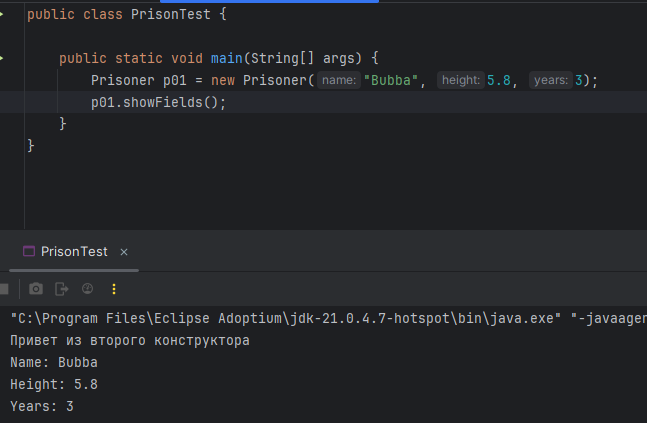 public class PrisonTest {
public static void main(String[] args) {
Prisoner p01 = new Prisoner( name: "Bubba", height: 5.8, years: 3);
p01.showFields();
}
}
PrisonTest ×
"C:\Program Files\Eclipse Adoptium\jdk-21.0.4.7-hotspot\bin\java.exe" "-javaagen
Привет из второго конструктора
Name: Bubba
Height: 5.8
Years: 3